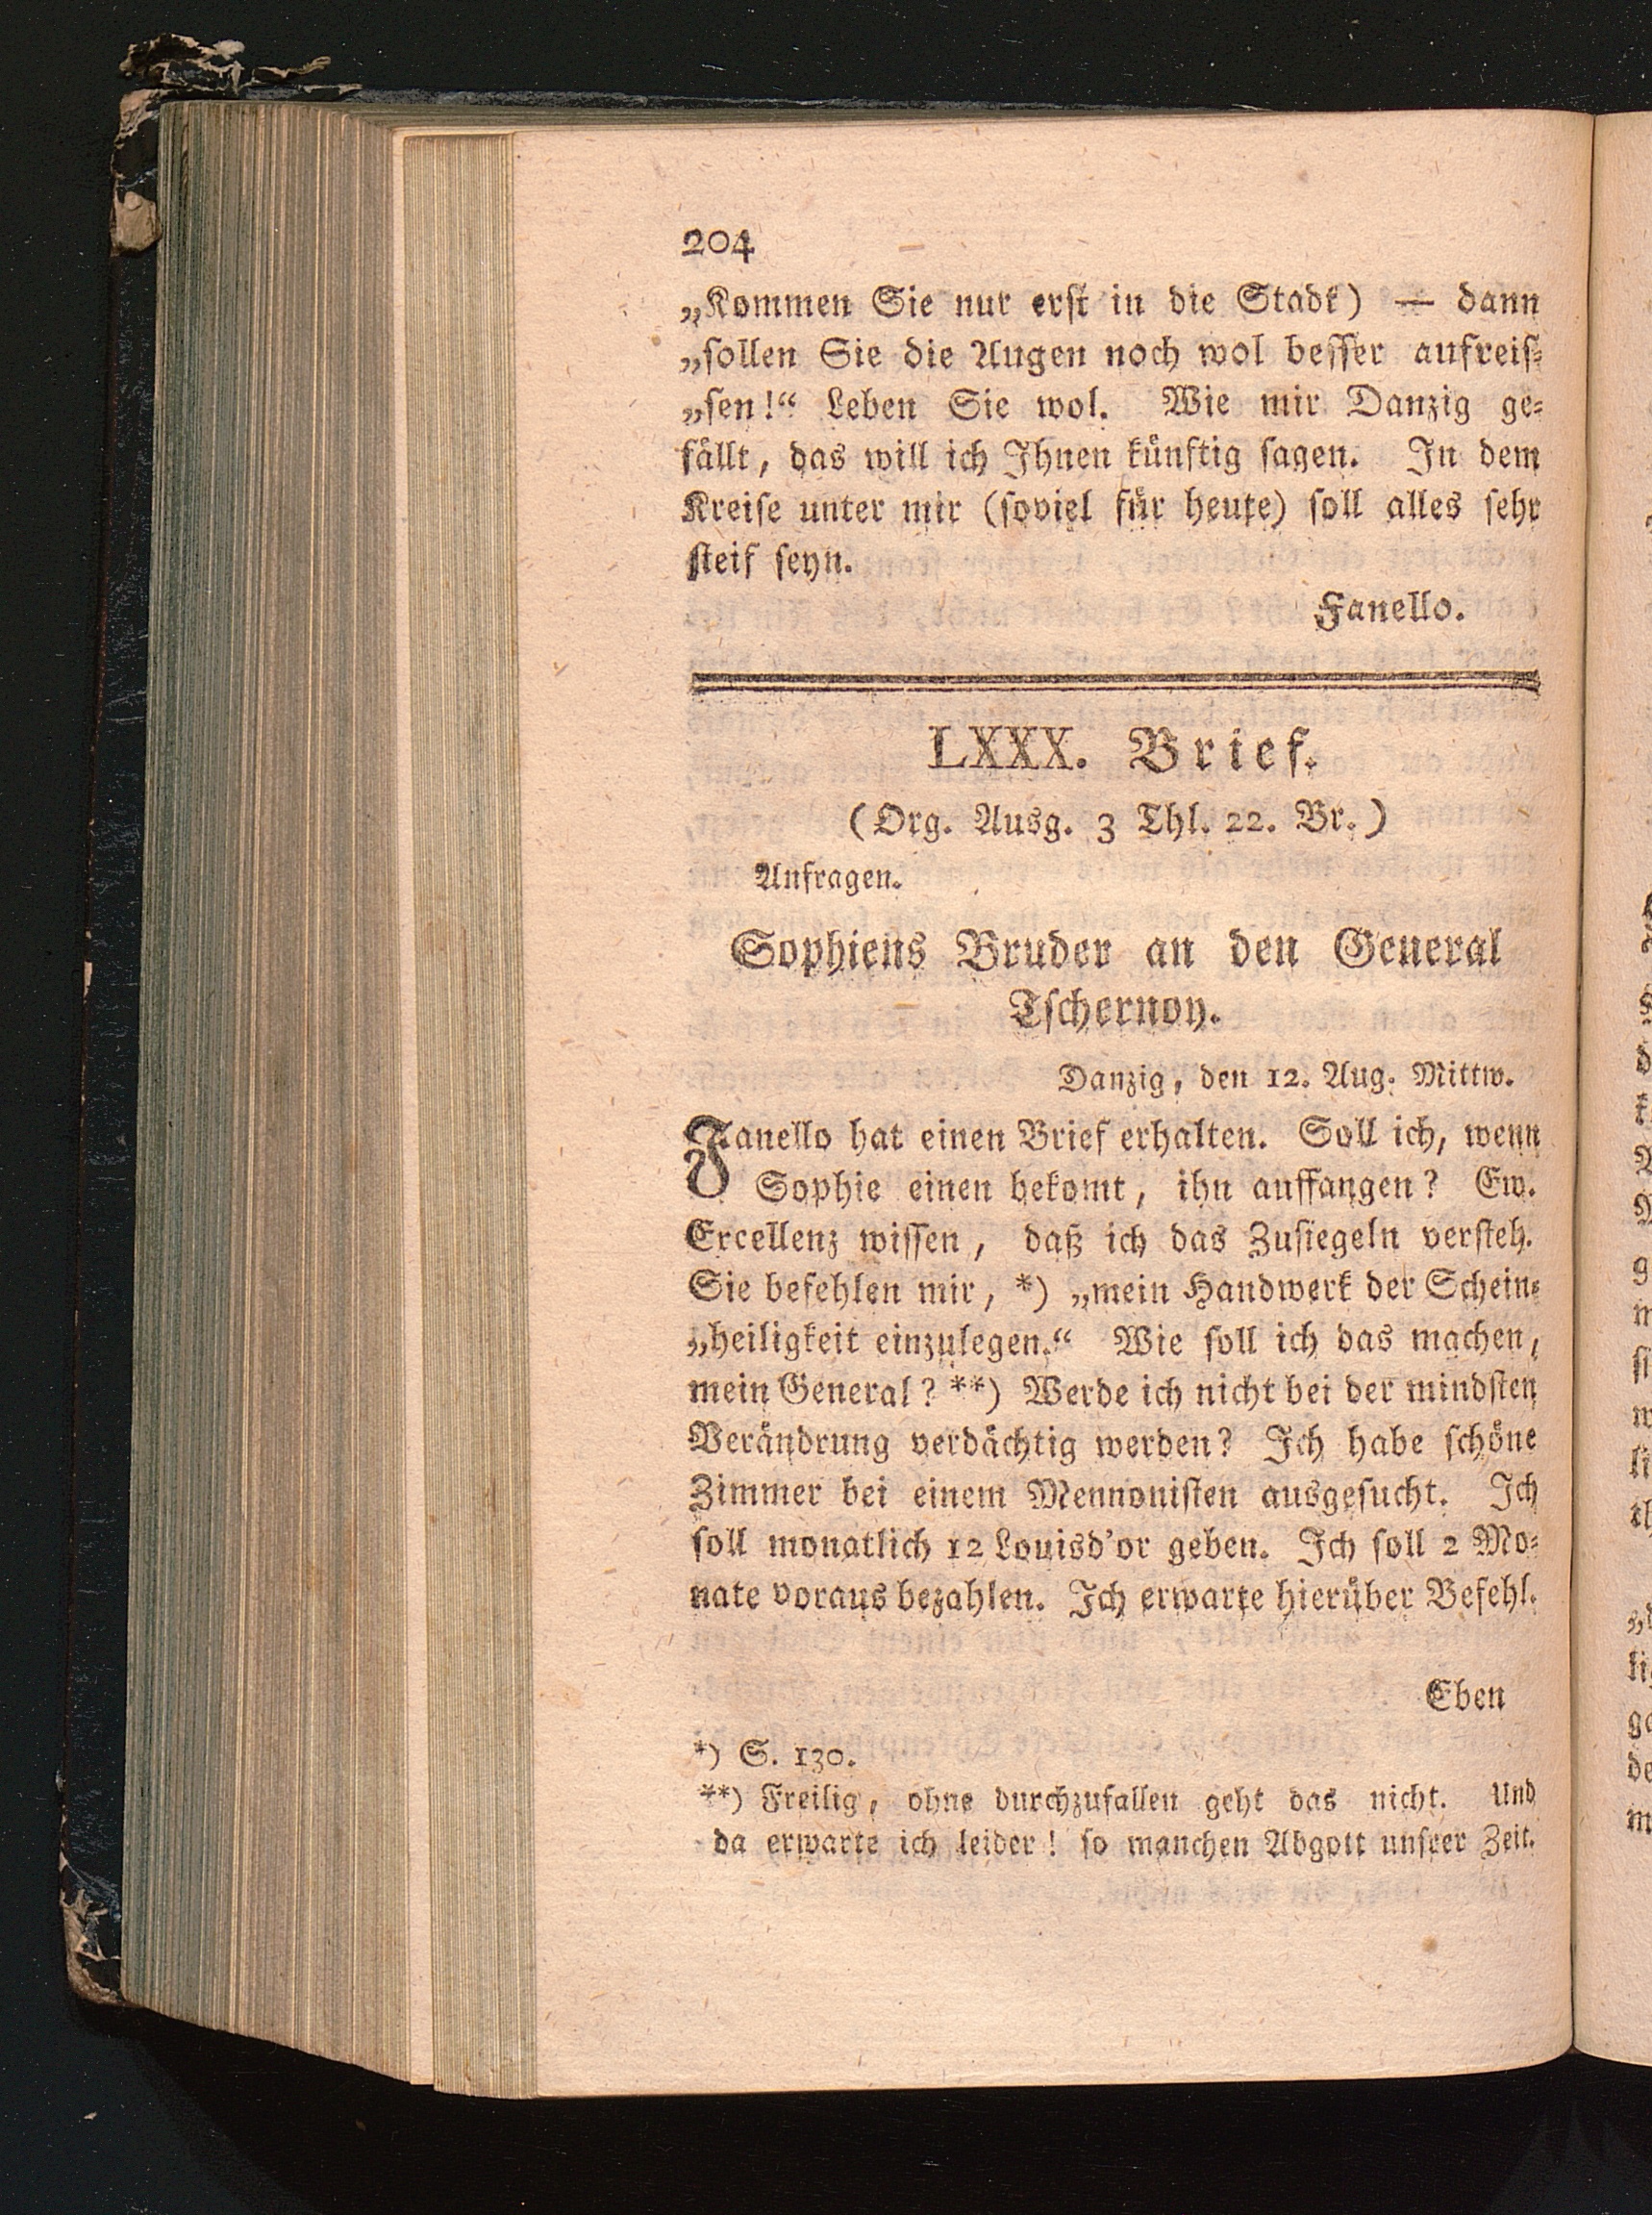 204
„Kommen Sie nur erſt in die Stadt) — dann
„ſollen Sie die Augen noch wol beſſer aufreiſ⸗
„ſen!“ Leben Sie wol. Wie mir Danzig ge⸗
fällt, das will ich Ihnen künftig ſagen. In dem
Kreiſe unter mir (ſoviel für heute) ſoll alles ſehr
ſteif ſeyn.
Fanello.
LXXX. Brief.
(Org. Ausg. 3 Thl. 22. Br.)
Anfragen.
Sophiens Bruder an den General
Tſchernoy.
Danzig, den 12. Aug. Mittw.
Fanello hat einen Brief erhalten. Soll ich, wenn
Sophie einen bekomt, ihn auffangen? Ew.
Excellenz wiſſen, daß ich das Zuſiegeln verſteh.
Sie befehlen mir, *) „mein Handwerk der Schein⸗
„heiligkeit einzulegen.“ Wie ſoll ich das machen,
mein General? **) Werde ich nicht bei der mindſten
Verändrung verdächtig werden? Ich habe ſchöne
Zimmer bei einem Mennoniſten ausgeſucht. Ich
ſoll monatlich 12 Louisd'or geben. Ich ſoll 2 Mo⸗
nate voraus bezahlen. Ich erwarte hierüber Befehl.
Eben
*) S. 130.
**) Freilig, ohne durchzufallen geht das nicht. Und
da erwarte ich leider! ſo manchen Abgott unſrer Zeit.